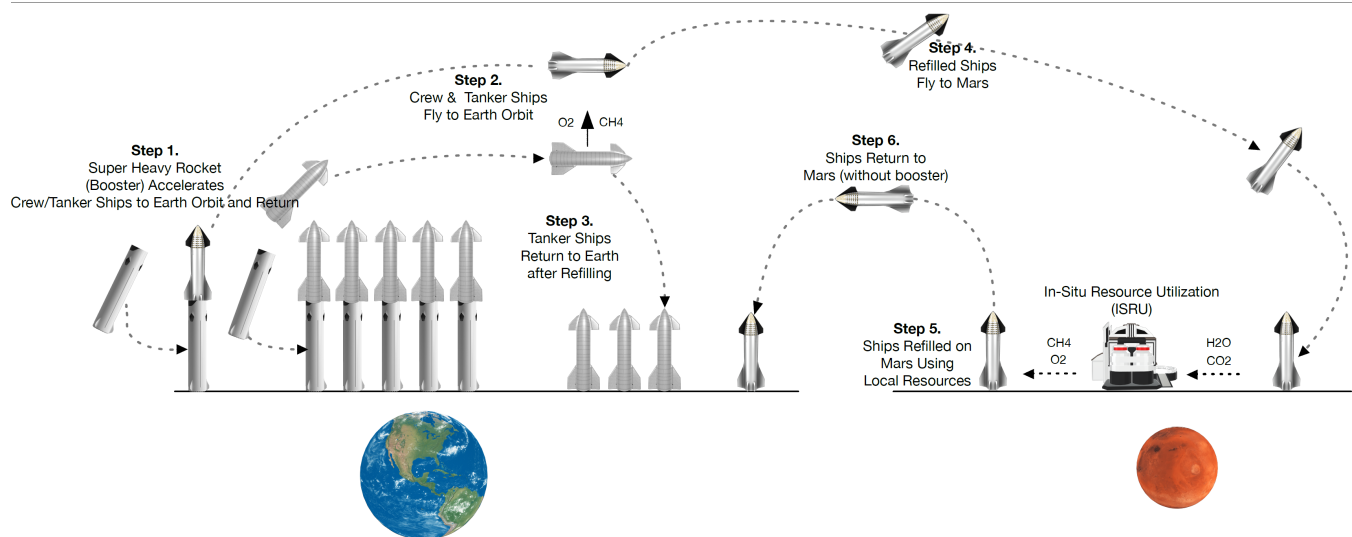 Step 1.
Super Heavy Rocket
(Booster) Accelerates
Crew/Tanker Ships to Earth Orbit and Return
Step 2.
Crew & Tanker Ships
Fly to Earth Orbit
O2 CH4
Step 3.
Tanker Ships
Return to Earth
after Refilling
Step 4.
Refilled Ships
Fly to Mars
Step 6.
Ships Return to
Mars (without booster)
Step 5.
Ships Refilled on
Mars Using
Local Resources
In-Situ Resource Utilization
(ISRU)
CH4
O2
H2O
CO2